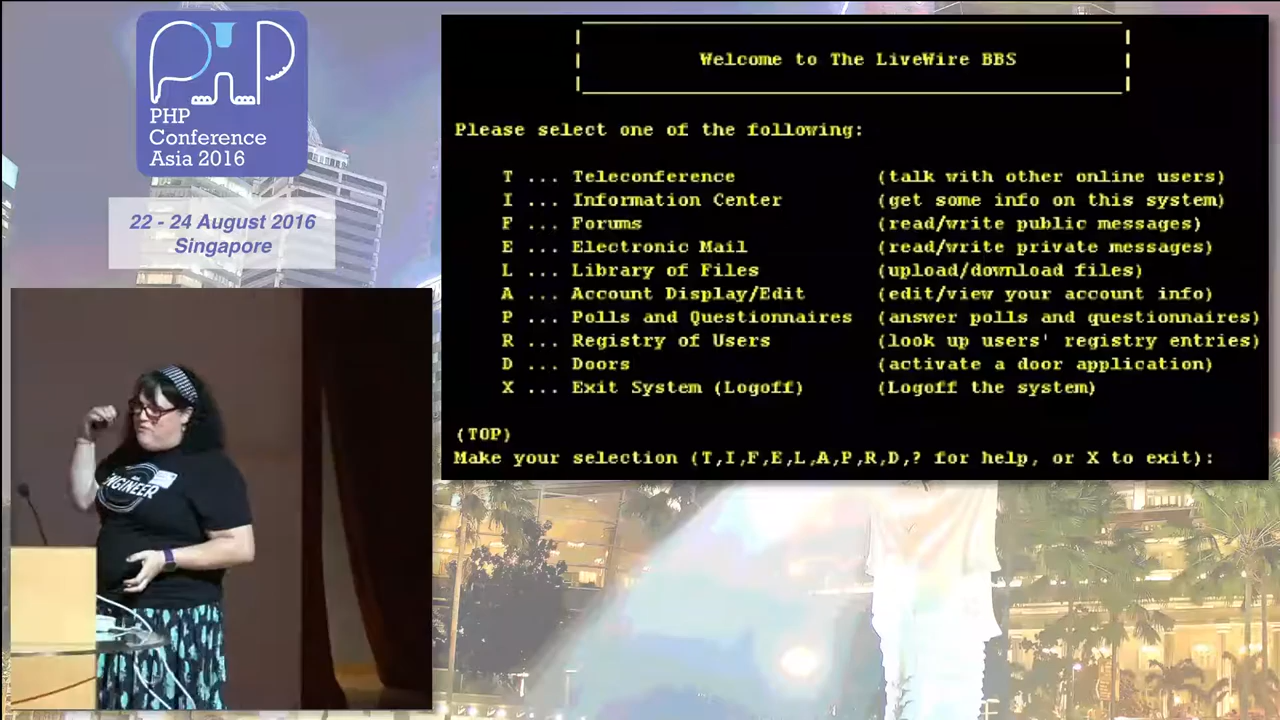 PHP
Conference
Asia 2016
22 - 24 August 2016
Singapore
ENGINEER
Welcome to The LiveWire BBS
Please select one of the following:
T ... Teleconference (talk with other online users)
I ... Information Center (get some info on this system)
F ... Forums (read/write public messages)
E ... Electronic Mail (read/write private messages)
L ... Library of Files (upload/download files)
A ... Account Display/Edit (edit/view your account info)
P ... Polls and Questionnaires (answer polls and questionnaires)
R ... Registry of Users (look up users' registry entries)
D ... Doors (activate a door application)
X ... Exit System (Logoff) (Logoff the system)
(TOP)
Make your selection (T,I,F,E,L,A,P,R,D,? for help, or X to exit):